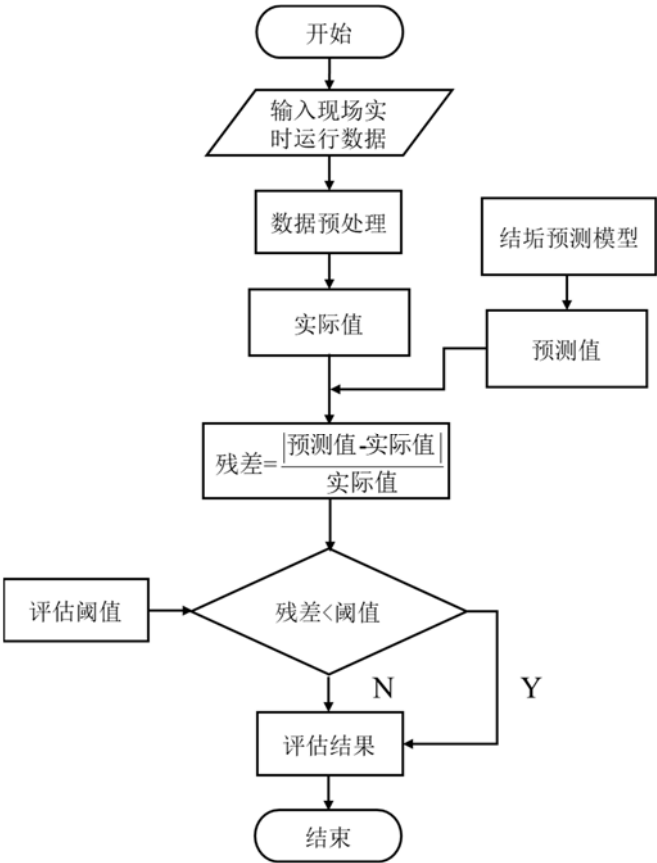 开始
输入现场实
时运行数据
数据预处理
结垢预测模型
实际值
预测值
残差=|预测值-实际值|/实际值
评估阈值
残差<阈值
N
Y
评估结果
结束